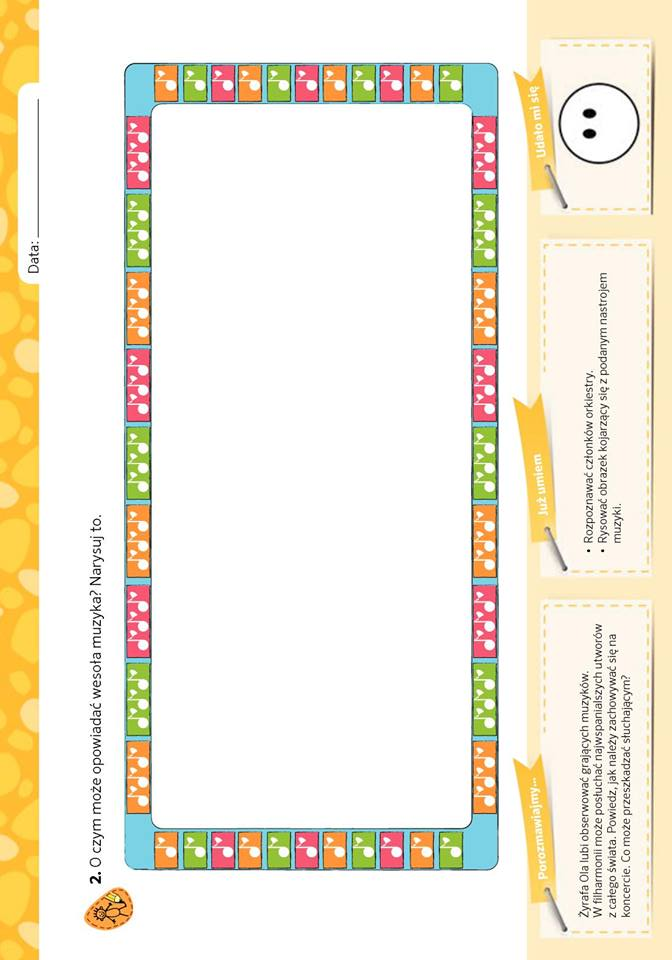 Data:
2. O czym może opowiadać wesoła muzyka? Narysuj to.
Porozmawiajmy...
Żyrafa Ola lubi obserwować grających muzyków.
W filharmonii może posłuchać najwspanialszych utworów
z całego świata. Powiedz, jak należy zachowywać się na
koncercie. Co może przeszkadzać słuchającym?
Już umiem
• Rozpoznawać członków orkiestry.
• Rysować obrazek kojarzący się z podanym nastrojem
muzyki.
Udało mi się